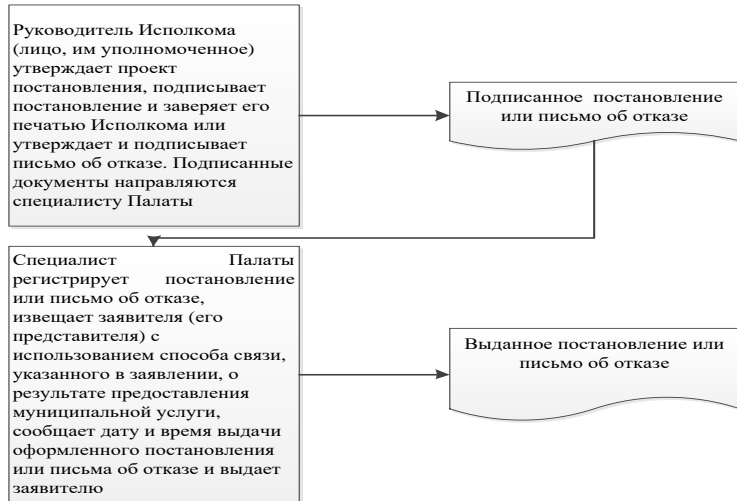 Руководитель Исполкома
(лицо, им уполномоченное)
утверждает проект
постановления, подписывает
постановление и заверяет его
печатью Исполкома или
утверждает и подписывает
письмо об отказе. Подписанные
документы направляются
специалисту Палаты
Подписанное постановление
или письмо об отказе
Специалист Палаты
регистрирует постановление
или письмо об отказе,
извещает заявителя (его
представителя) с
использованием способа связи,
указанного в заявлении, о
результате предоставления
муниципальной услуги,
сообщает дату и время выдачи
оформленного постановления
или письма об отказе и выдает
заявителю
Выданное постановление или
письмо об отказе